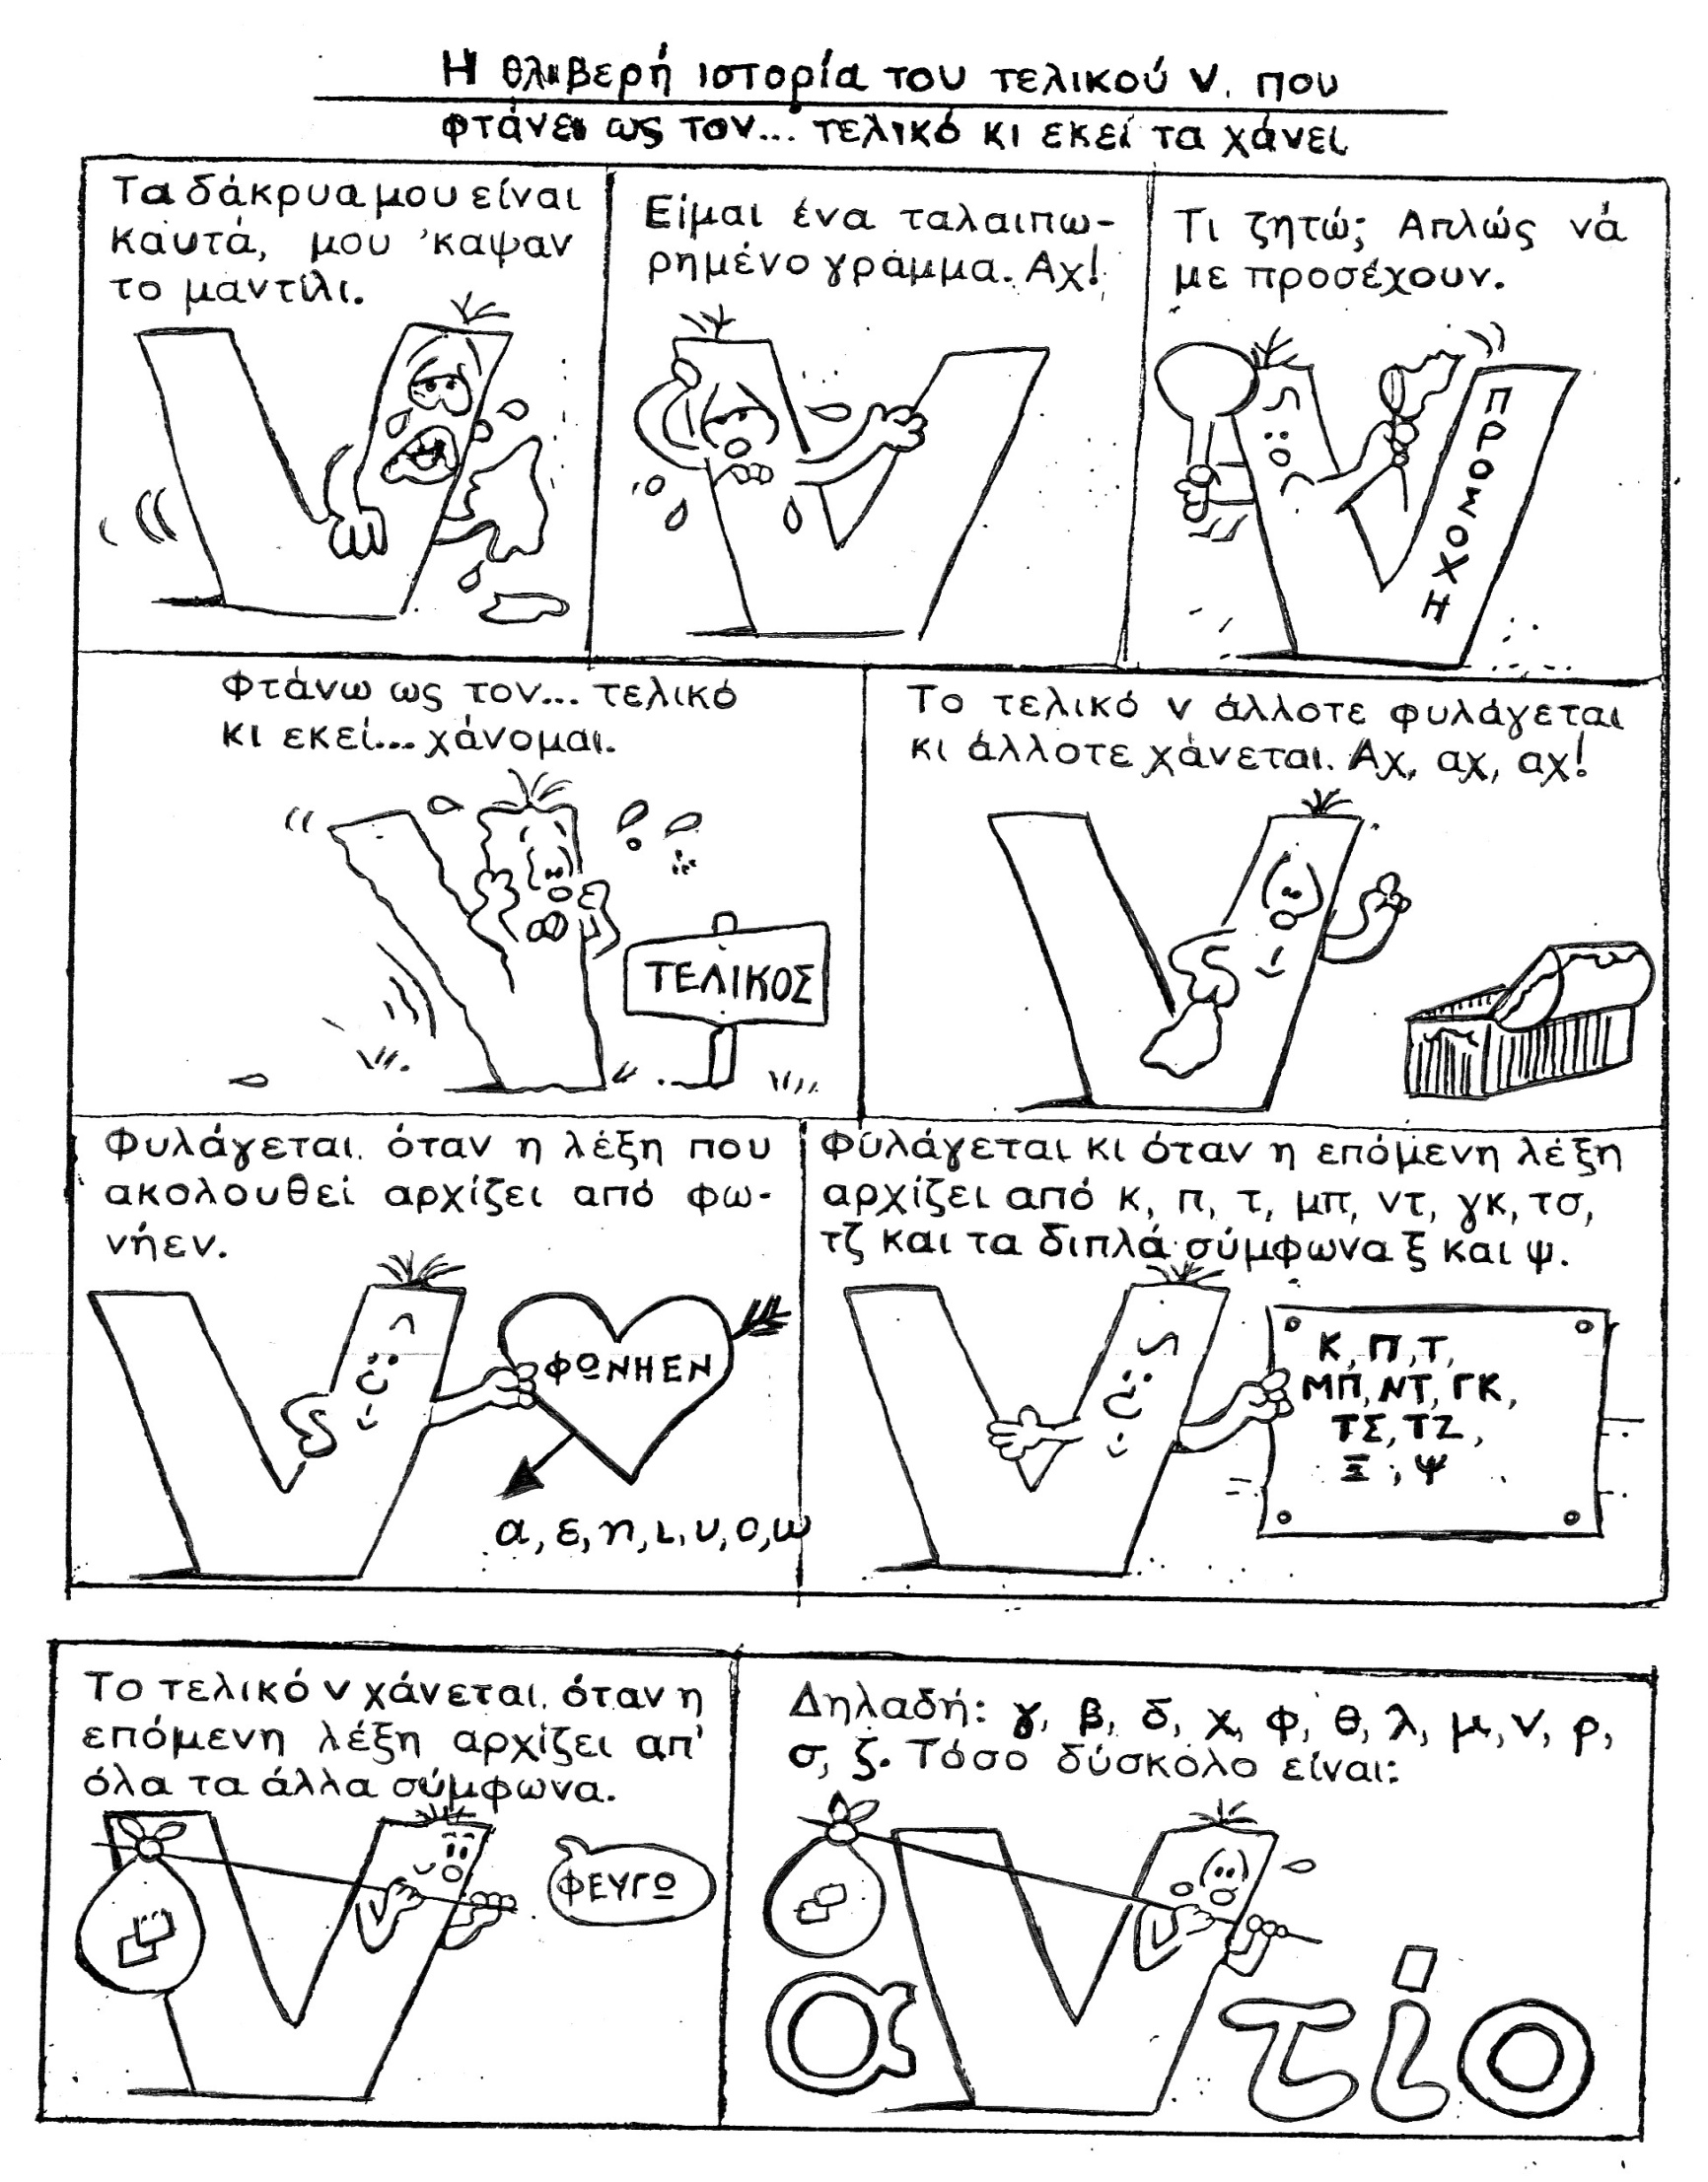 Η θλιβερή ιστορία του τελικού ν. που
φτάνει ως τον... τελικό κι εκεί τα χάνει
Τα δάκρυα μου είναι
καυτά, μου 'καψαν
το μαντίλι.
Είμαι ένα ταλαιπω-
ρημένο γράμμα. Αχ!
Τι ζητώ; Απλώς νά
με προσέχουν.
ΠΡΟΣΟΧΗ
Φτάνω ως τον... τελικό
κι εκεί... χάνομαι.
ΤΕΛΙΚΟΣ
Το τελικό ν άλλοτε φυλάγεται
κι άλλοτε χάνεται. Αχ, αχ, αχ!
Φυλάγεται. όταν η λέξη που
ακολουθεί αρχίζει από φω-
νήεν.
ΦΩΝΗΕΝ
α, ε, η, ι, υ, ο, ω
Φυλάγεται κι όταν η επόμενη λέξη
αρχίζει από κ, π, τ, μπ, ντ, γκ, τσ,
τζ και τα διπλά σύμφωνα ξ και ψ.
Κ, Π, Τ,
ΜΠ, ΝΤ, ΓΚ,
ΤΣ, ΤΖ,
Ξ, Ψ
Το τελικό ν χάνεται. όταν η
επόμενη λέξη αρχίζει απ'
όλα τα άλλα σύμφωνα.
ΦΕΥΓΩ
Δηλαδή: γ, β, δ, χ, φ, θ, λ, μ, ν, ρ,
σ, ζ. Τόσο δύσκολο είναι;
αντίο